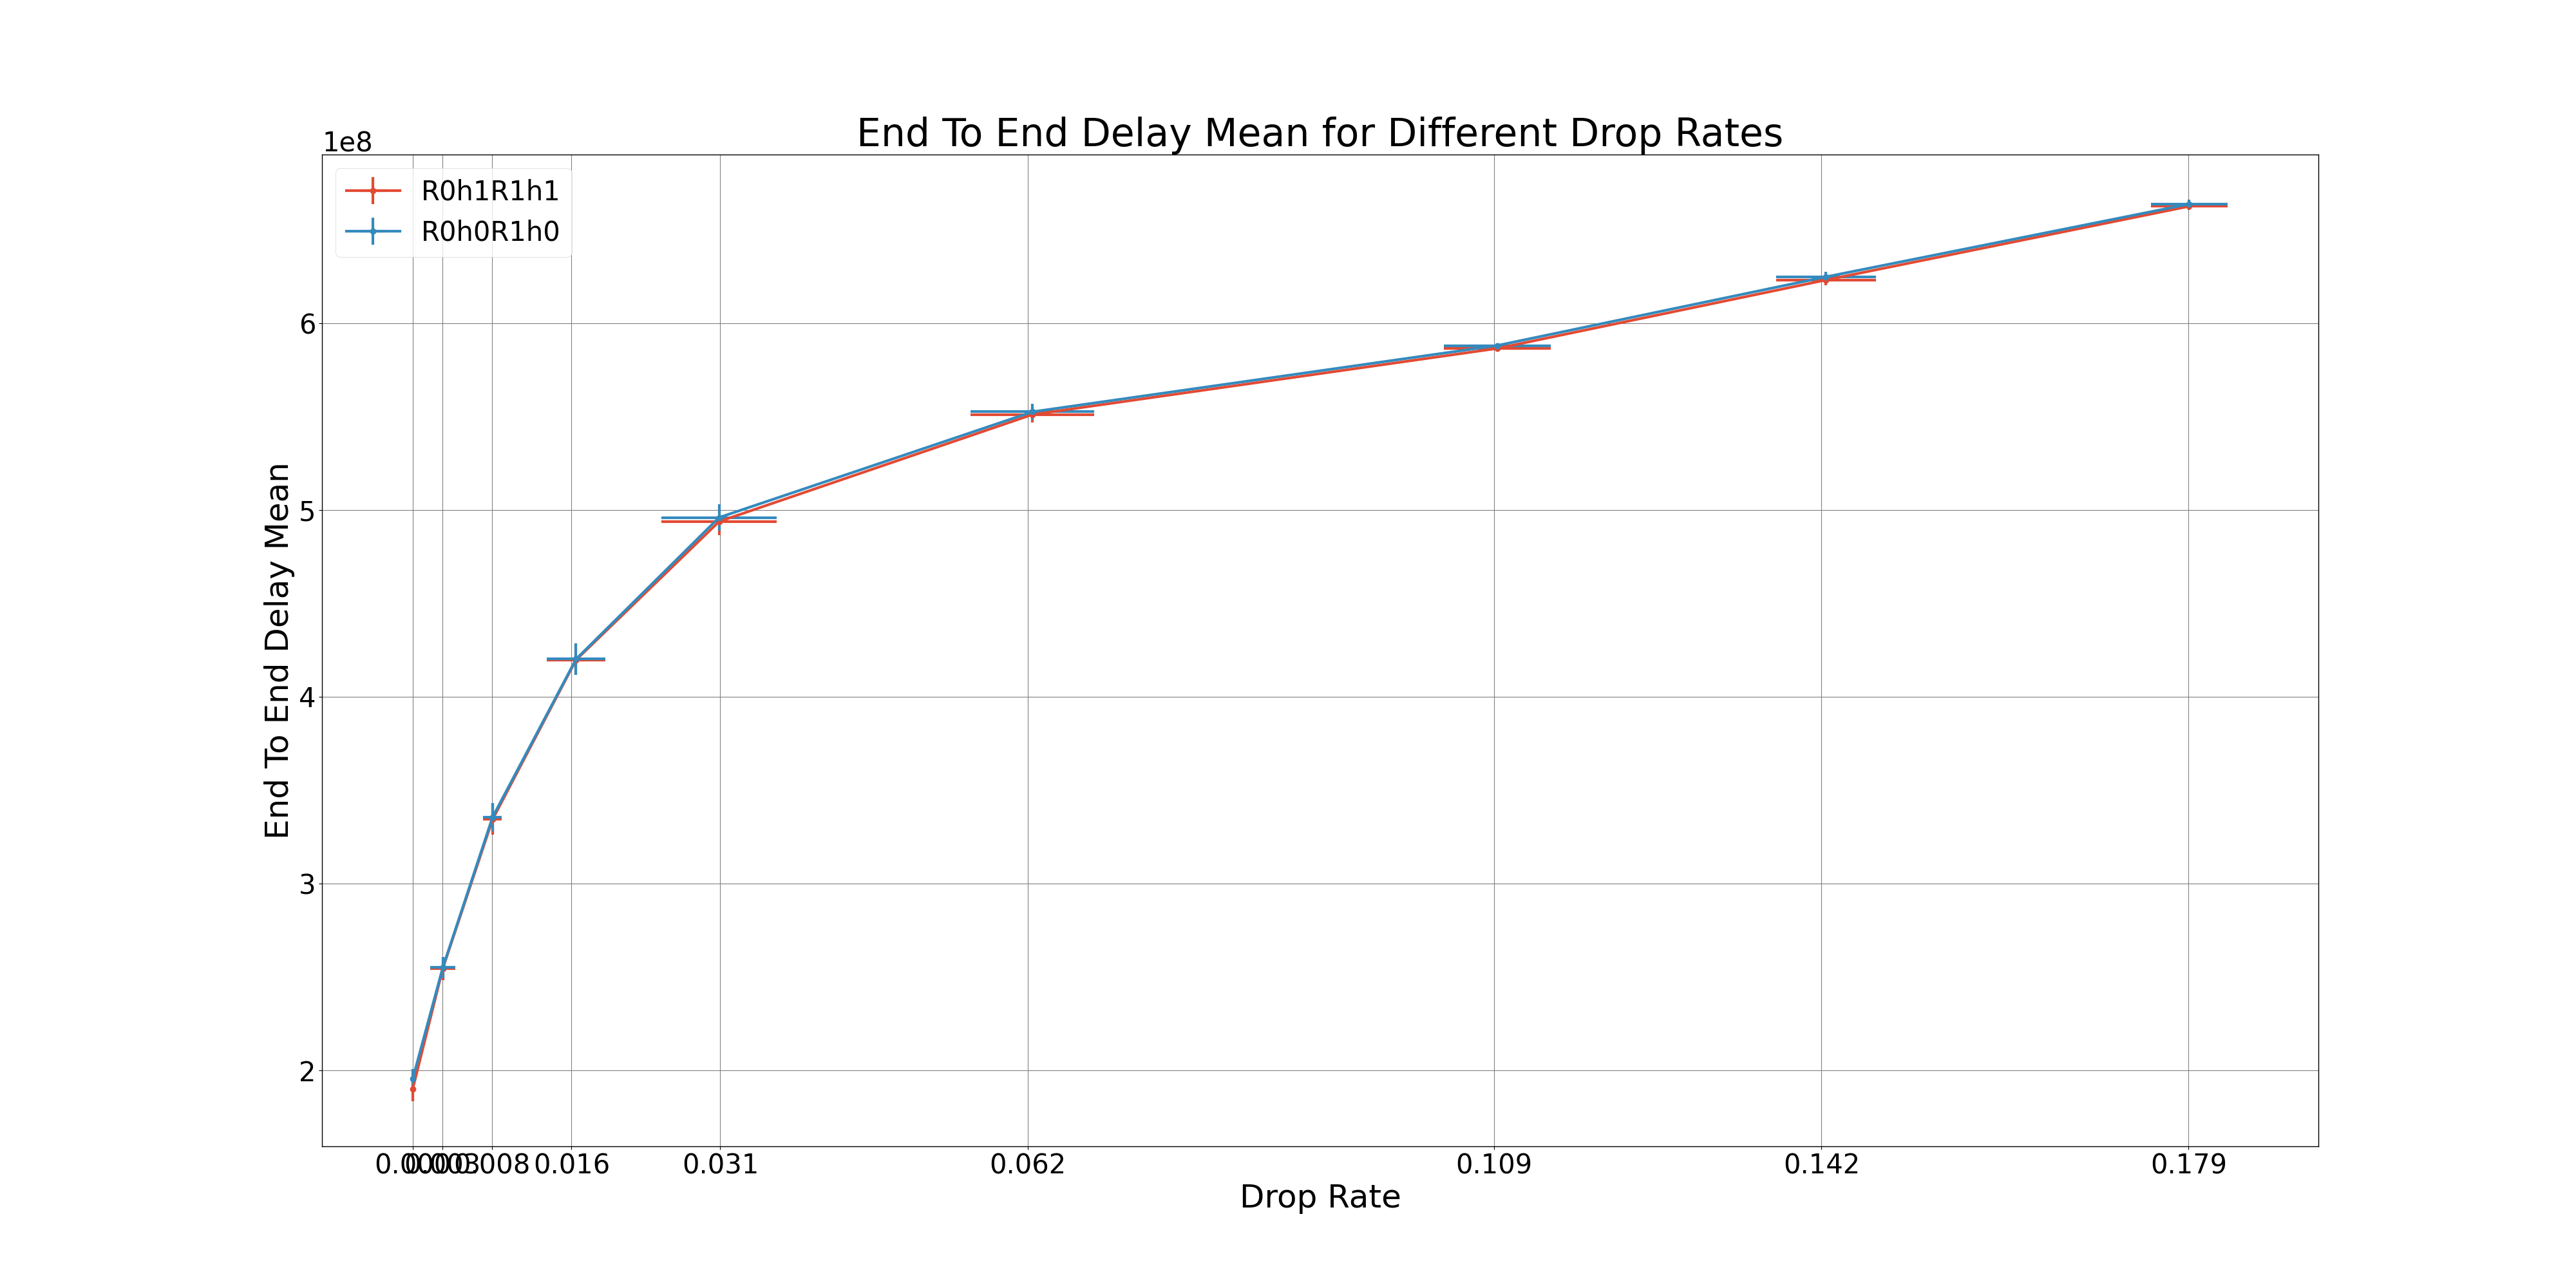 End To End Delay Mean for Different Drop Rates
1e8
R0h1R1h1
R0h0R1h0
6
5
4
3
2
End To End Delay Mean
0.016 0.031 0.062 0.109 0.142 0.179
Drop Rate